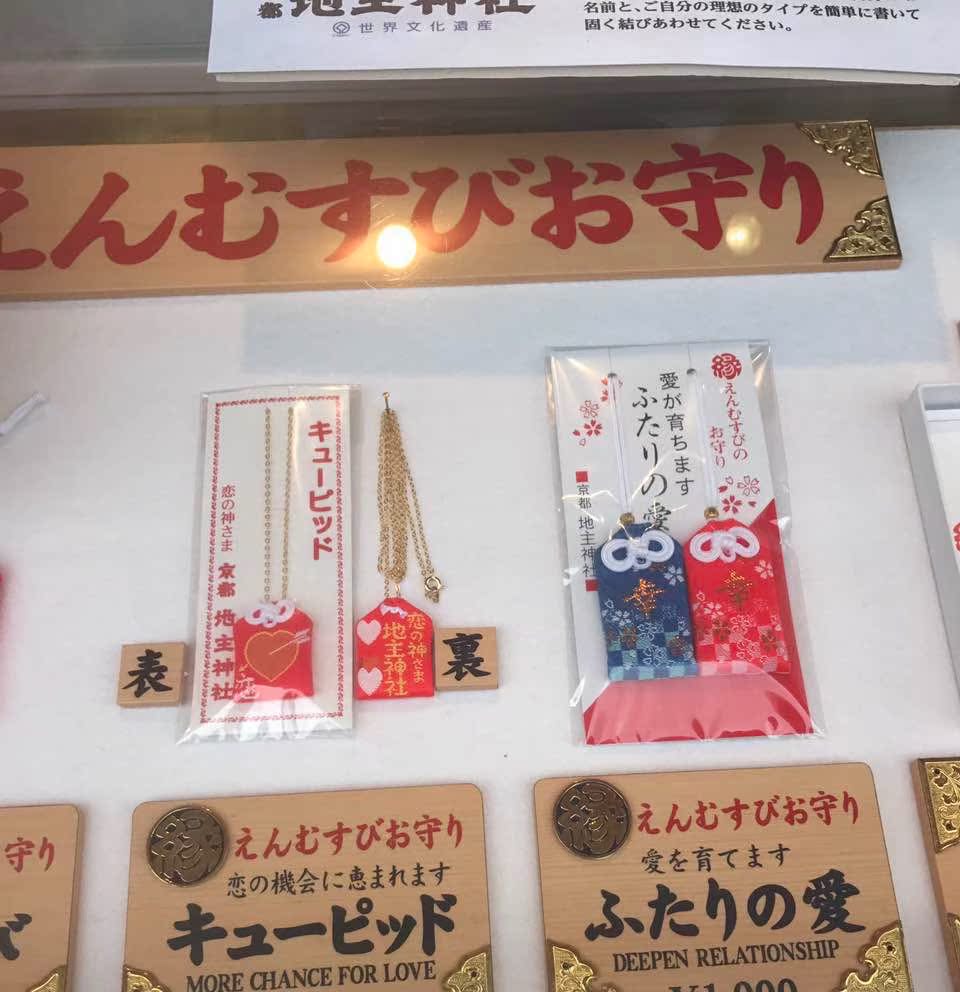 都 地主神社
世界文化遺産
名前と、ご自分の理想のタイプを簡単に書いて
固く結びあわせてください。
えんむすびお守り
キューピッド
恋の神さま 京都 地主神社
恋
表
恋の神さま
地主神社
裏
縁
えんむすびの
お守り
愛が育ちます
ふたりの愛
京都 地主神社
幸
幸
守り
えんむすびお守り
恋の機会に恵まれます
キューピッド
MORE CHANCE FOR LOVE
えんむすびお守り
愛を育てます
ふたりの愛
DEEPEN RELATIONSHIP
¥1,000